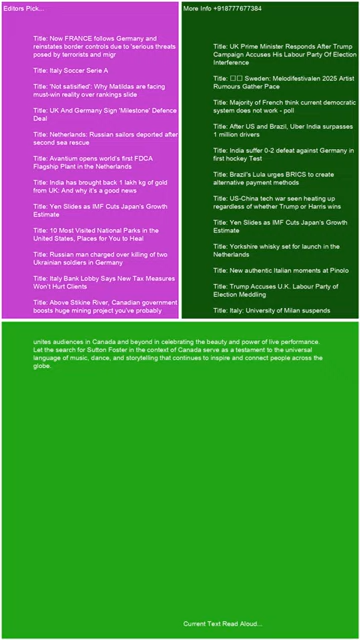 Editors Pick...
Title: Now FRANCE follows Germany and
reinstates border controls due to 'serious threats
posed by terrorists and migr
Title: Italy Soccer Serie A
Title: 'Not satisified': Why Matildas are facing
must-win reality over rankings slide
Title: UK And Germany Sign 'Milestone' Defence
Deal
Title: Netherlands: Russian sailors deported after
second sea rescue
Title: Avantium opens world's first FDCA
Flagship Plant in the Netherlands
Title: India has brought back 1 lakh kg of gold
from UK And why it's a good news
Title: Yen Slides as IMF Cuts Japan's Growth
Estimate
Title: 10 Most Visited National Parks in the
United States, Places for You to Heal
Title: Russian man charged over killing of two
Ukrainian soldiers in Germany
Title: Italy Bank Lobby Says New Tax Measures
Won't Hurt Clients
Title: Above Stikine River, Canadian government
boosts huge mining project you've probably
More Info +918777677384
Title: UK Prime Minister Responds After Trump
Campaign Accuses His Labour Party Of Election
Interference
Title: □□ Sweden: Melodifestivalen 2025 Artist
Rumours Gather Pace
Title: Majority of French think current democratic
system does not work - poll
Title: After US and Brazil, Uber India surpasses
1 million drivers
Title: India suffer 0-2 defeat against Germany in
first hockey Test
Title: Brazil's Lula urges BRICS to create
alternative payment methods
Title: US-China tech war seen heating up
regardless of whether Trump or Harris wins
Title: Yen Slides as IMF Cuts Japan's Growth
Estimate
Title: Yorkshire whisky set for launch in the
Netherlands
Title: New authentic Italian moments at Pinolo
Title: Trump Accuses U.K. Labour Party of
Election Meddling
Title: Italy: University of Milan suspends
unites audiences in Canada and beyond in celebrating the beauty and power of live performance.
Let the search for Sutton Foster in the context of Canada serve as a testament to the universal
language of music, dance, and storytelling that continues to inspire and connect people across the
globe.
Current Text Read Aloud...